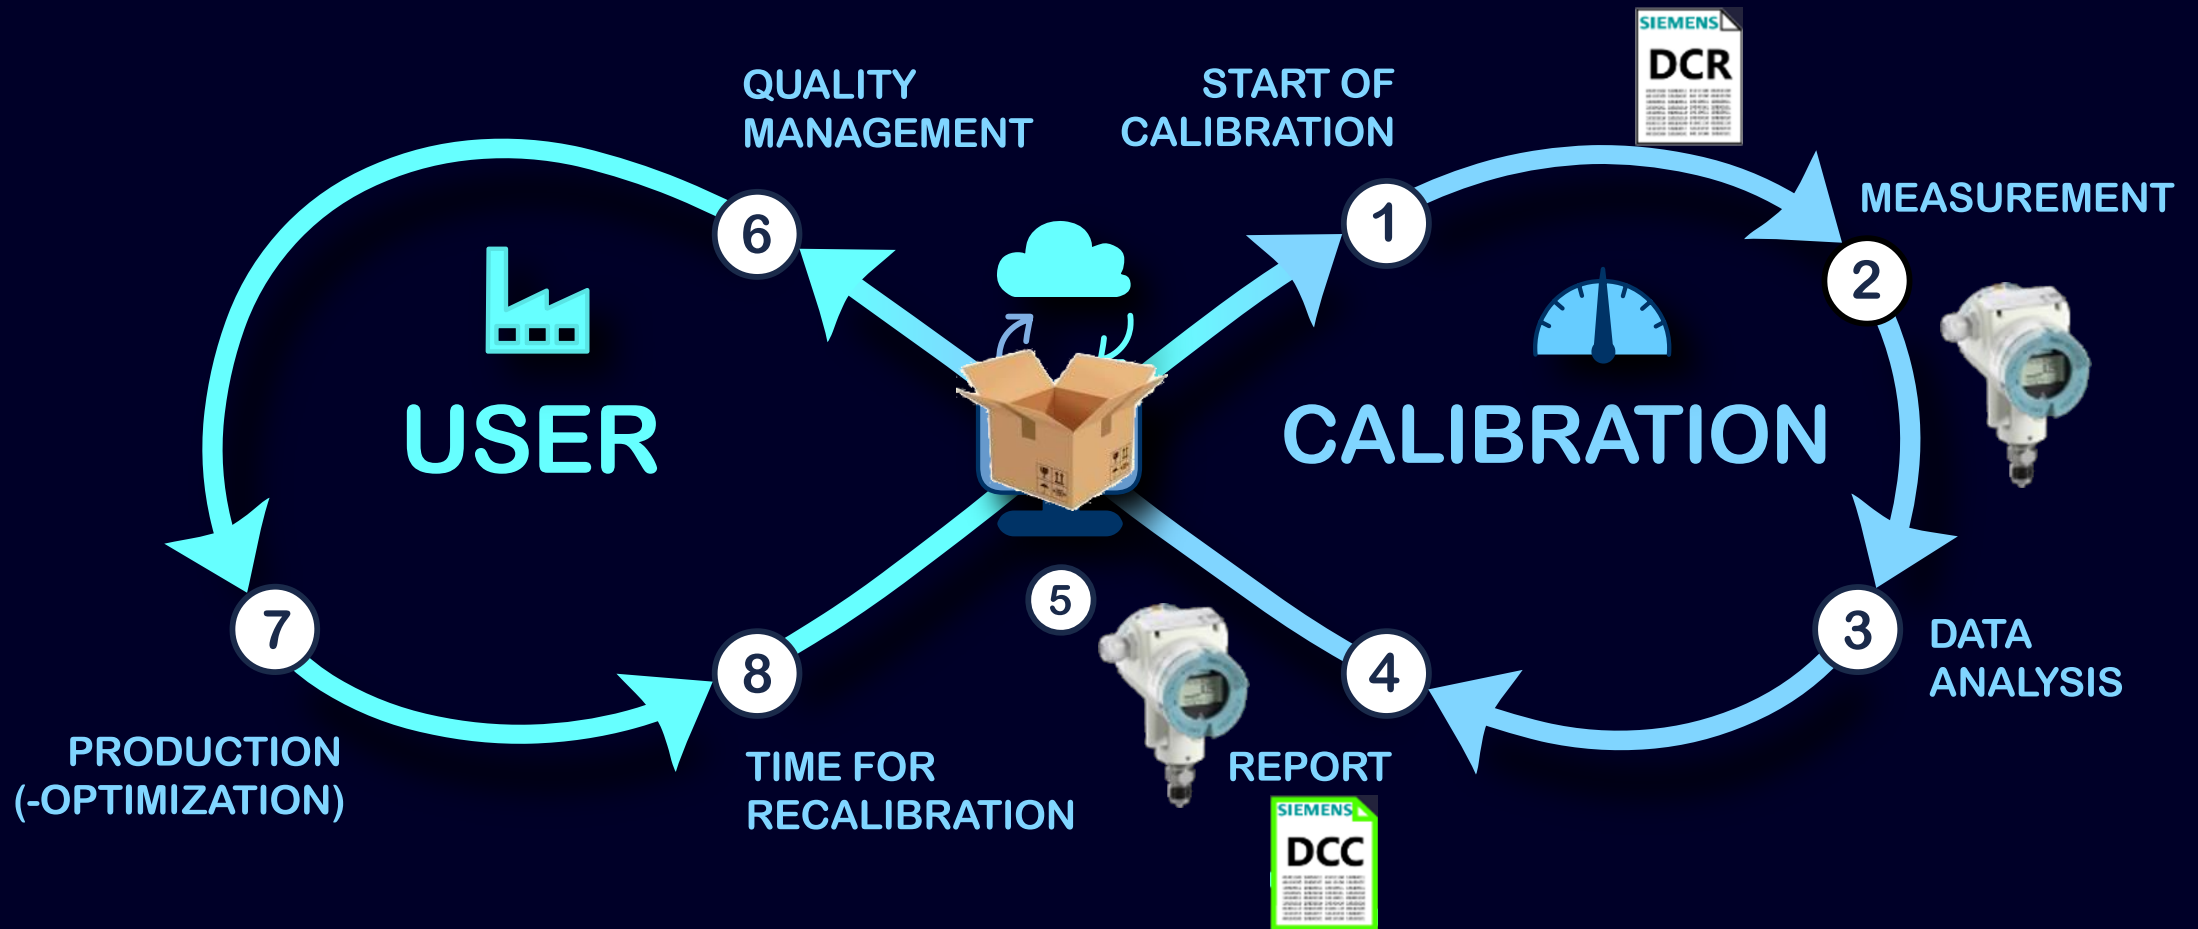 QUALITY
MANAGEMENT
START OF
CALIBRATION
SIEMENS
DCR
MEASUREMENT
6
1
2
USER
CALIBRATION
5
7
8
4
3
DATA
ANALYSIS
PRODUCTION
(-OPTIMIZATION)
TIME FOR
RECALIBRATION
REPORT
SIEMENS
DCC